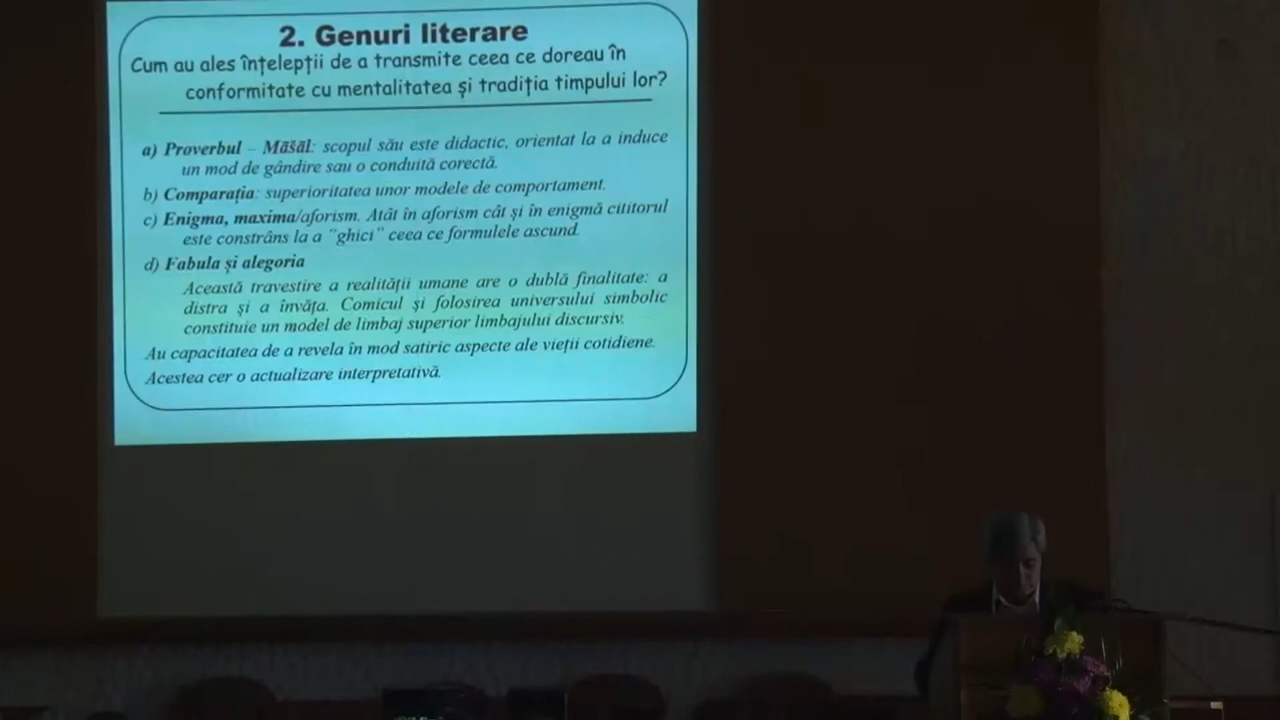 2. Genuri literare
Cum au ales înțelepții de a transmite ceea ce doreau în
conformitate cu mentalitatea și tradiția timpului lor?
a) Proverbul – Māšāl: scopul său este didactic, orientat la a induce
un mod de gândire sau o conduită corectă.
b) Comparația: superioritatea unor modele de comportament.
c) Enigma, maxima/aforism. Atât în aforism cât și în enigmă cititorul
este constrâns la a "ghici" ceea ce formulele ascund.
d) Fabula și alegoria
Această travestire a realității umane are o dublă finalitate: a
distra și a învăța. Comicul și folosirea universului simbolic
constituie un model de limbaj superior limbajului discursiv.
Au capacitatea de a revela în mod satiric aspecte ale vieții cotidiene.
Acestea cer o actualizare interpretativă.